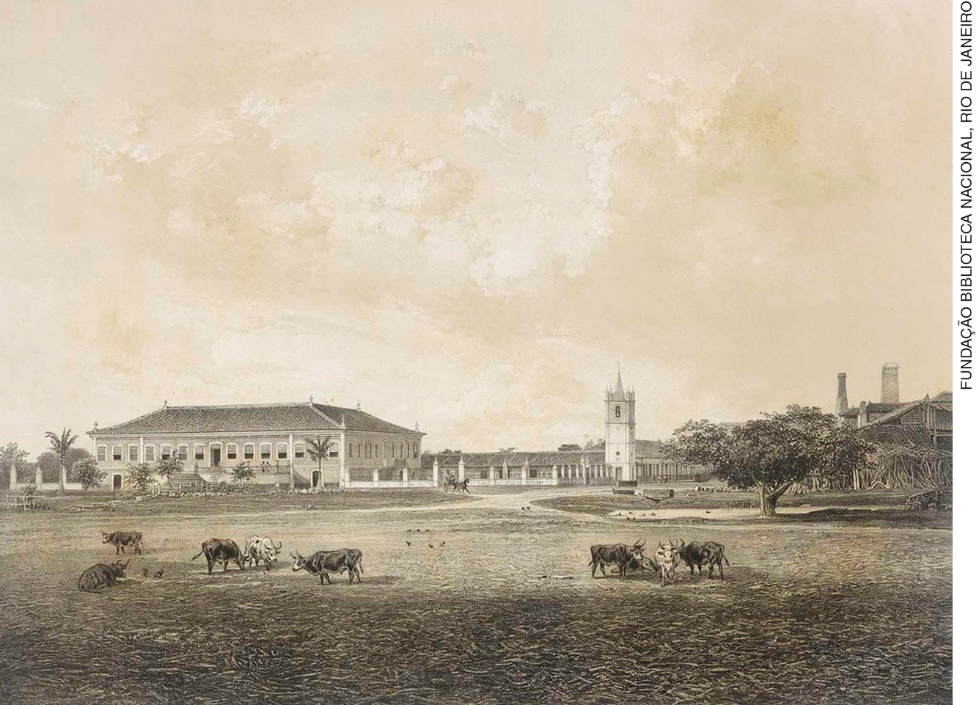 FUNDAÇÃO BIBLIOTECA NACIONAL, RIO DE JANEIRO